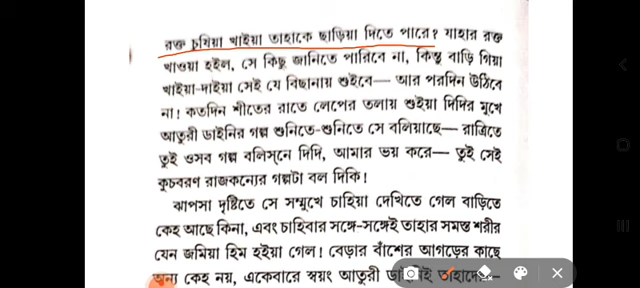 রক্ত চুষিয়া খাইয়া তাহাকে ছাড়িয়া দিতে পারে? যাহার রক্ত
খাওয়া হইল, সে কিছু জানিতে পারিবে না, কিন্তু বাড়ি গিয়া
খাইয়া-দাইয়া সেই যে বিছানায় শুইবে— আর পরদিন উঠিবে
না! কতদিন শীতের রাতে লেপের তলায় শুইয়া দিদির মুখে
আতুরী ডাইনির গল্প শুনিতে-শুনিতে সে বলিয়াছে— রাত্রিতে
তুই ওসব গল্প বলিস্‌নে দিদি, আমার ভয় করে— তুই সেই
কুচবরণ রাজকন্যের গল্পটা বল দিকি!
ঝাপসা দৃষ্টিতে সে সম্মুখে চাহিয়া দেখিতে গেল বাড়িতে
কেহ আছে কিনা, এবং চাহিবার সঙ্গে-সঙ্গেই তাহার সমস্ত শরীর
যেন জমিয়া হিম হইয়া গেল! বেড়ার বাঁশের আগড়ের কাছে
অন্য কেহ নয়, একেবারে স্বয়ং আতুরী